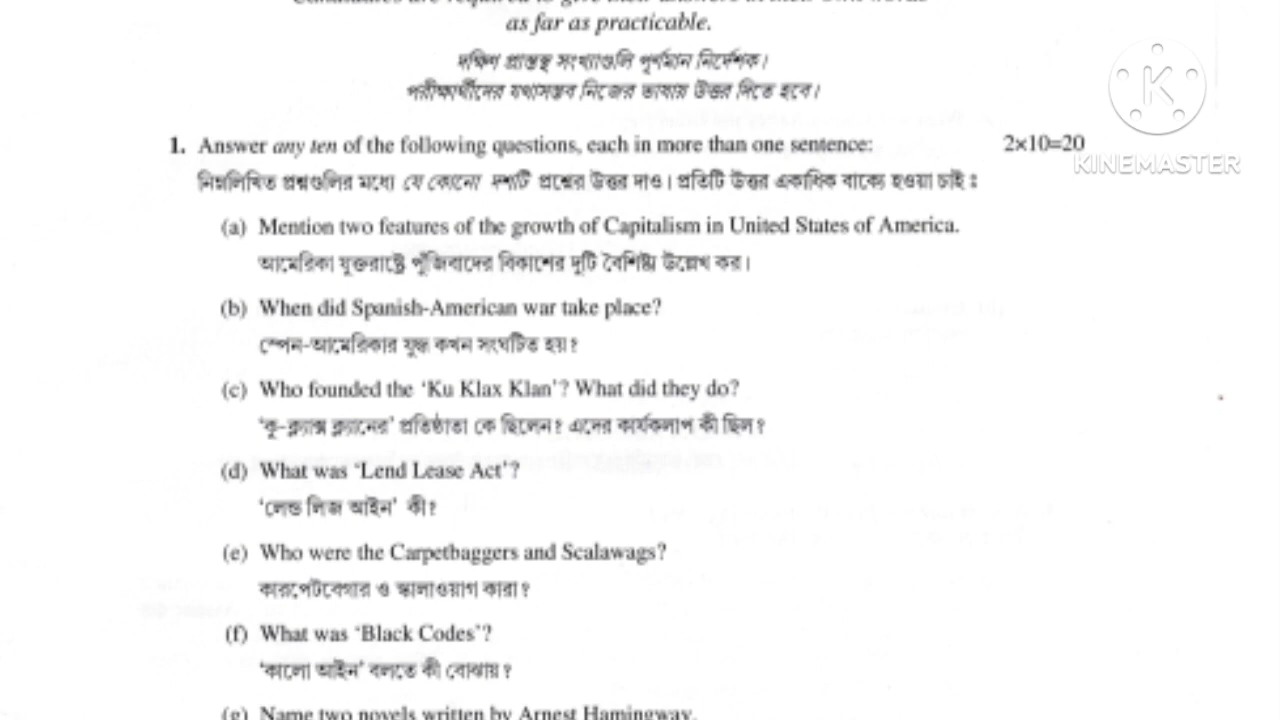 as far as practicable.
দক্ষিণ প্রান্তস্থ সংখ্যাগুলি পূর্ণমান নির্দেশক।
পরীক্ষার্থীদের যথাসম্ভব নিজের ভাষায় উত্তর দিতে হবে।
1. Answer any ten of the following questions, each in more than one sentence: 2×10=20
KINEMASTER
নিম্নলিখিত প্রশ্নগুলির মধ্যে যে কোনো দশটি প্রশ্নের উত্তর দাও। প্রতিটি উত্তর একাধিক বাক্যে হওয়া চাই :
(a) Mention two features of the growth of Capitalism in United States of America.
আমেরিকা যুক্তরাষ্ট্রে পুঁজিবাদের বিকাশের দুটি বৈশিষ্ট্য উল্লেখ কর।
(b) When did Spanish-American war take place?
স্পেন-আমেরিকার যুদ্ধ কখন সংঘটিত হয়?
(c) Who founded the ‘Ku Klax Klan’? What did they do?
‘কু-ক্ল্যাক্স ক্ল্যানের’ প্রতিষ্ঠাতা কে ছিলেন? এদের কার্যকলাপ কী ছিল?
(d) What was ‘Lend Lease Act’?
‘লেন্ড লিজ আইন’ কী?
(e) Who were the Carpetbaggers and Scalawags?
কারপেটবেগার ও স্কালাওয়াগ কারা?
(f) What was ‘Black Codes’?
‘কালো আইন’ বলতে কী বোঝায়?
(g) Name two novels written by Arnest Hamingway.